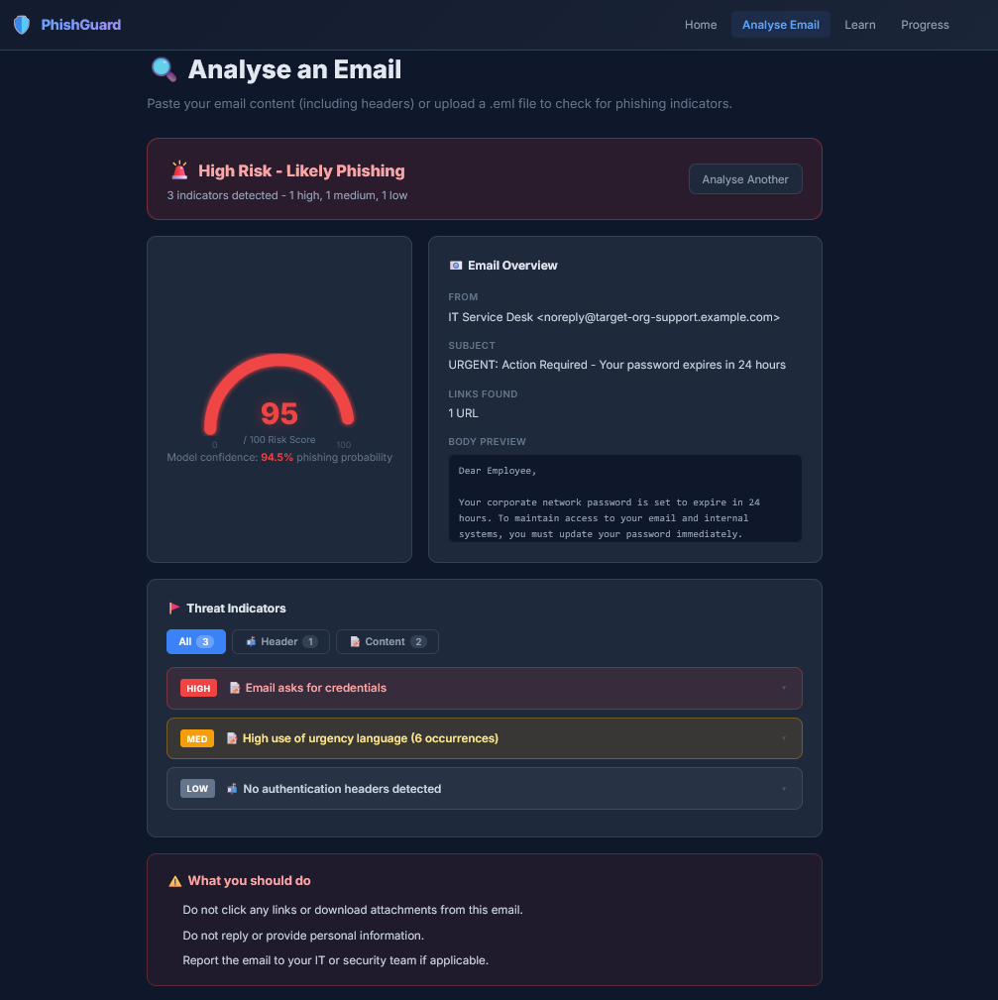 PhishGuard
Home
Analyse Email
Learn
Progress
Analyse an Email
Paste your email content (including headers) or upload a .eml file to check for phishing indicators.
High Risk - Likely Phishing
3 indicators detected - 1 high, 1 medium, 1 low
Analyse Another
95
/ 100 Risk Score
0
100
Model confidence: 94.5% phishing probability
Email Overview
FROM
IT Service Desk <noreply@target-org-support.example.com>
SUBJECT
URGENT: Action Required - Your password expires in 24 hours
LINKS FOUND
1 URL
BODY PREVIEW
Dear Employee,
Your corporate network password is set to expire in 24
hours. To maintain access to your email and internal
systems, you must update your password immediately.
Threat Indicators
All 3
Header 1
Content 2
HIGH Email asks for credentials
MED High use of urgency language (6 occurrences)
LOW No authentication headers detected
What you should do
Do not click any links or download attachments from this email.
Do not reply or provide personal information.
Report the email to your IT or security team if applicable.